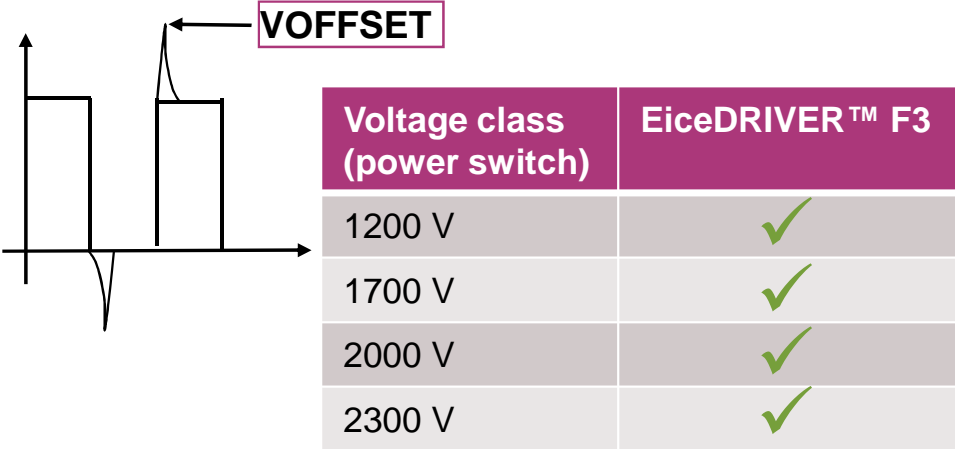 VOFFSET
Voltage class
(power switch)
EiceDRIVER™ F3
1200 V
1700 V
2000 V
2300 V